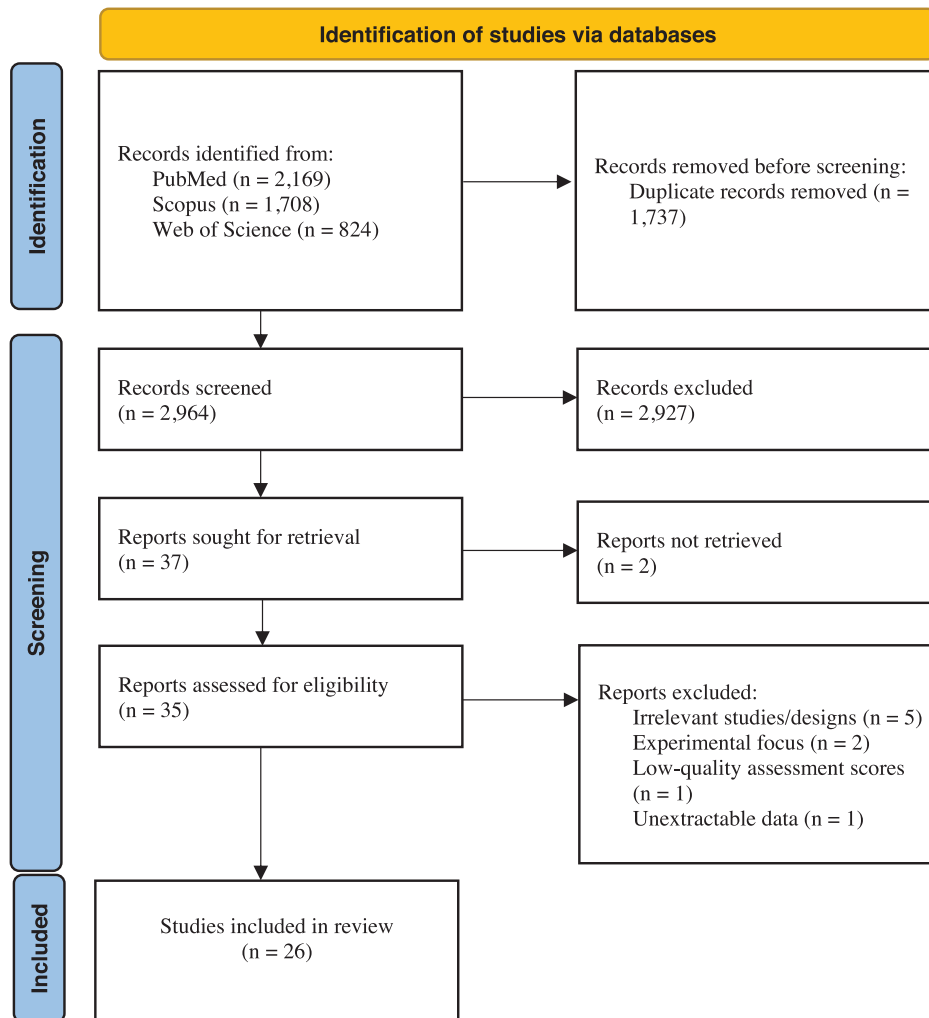 Identification of studies via databases
Identification
Records identified from:
PubMed (n = 2,169)
Scopus (n = 1,708)
Web of Science (n = 824)
Records removed before screening:
Duplicate records removed (n =
1,737)
Screening
Records screened
(n = 2,964)
Records excluded
(n = 2,927)
Reports sought for retrieval
(n = 37)
Reports not retrieved
(n = 2)
Reports assessed for eligibility
(n = 35)
Reports excluded:
Irrelevant studies/designs (n = 5)
Experimental focus (n = 2)
Low-quality assessment scores
(n = 1)
Unextractable data (n = 1)
Included
Studies included in review
(n = 26)